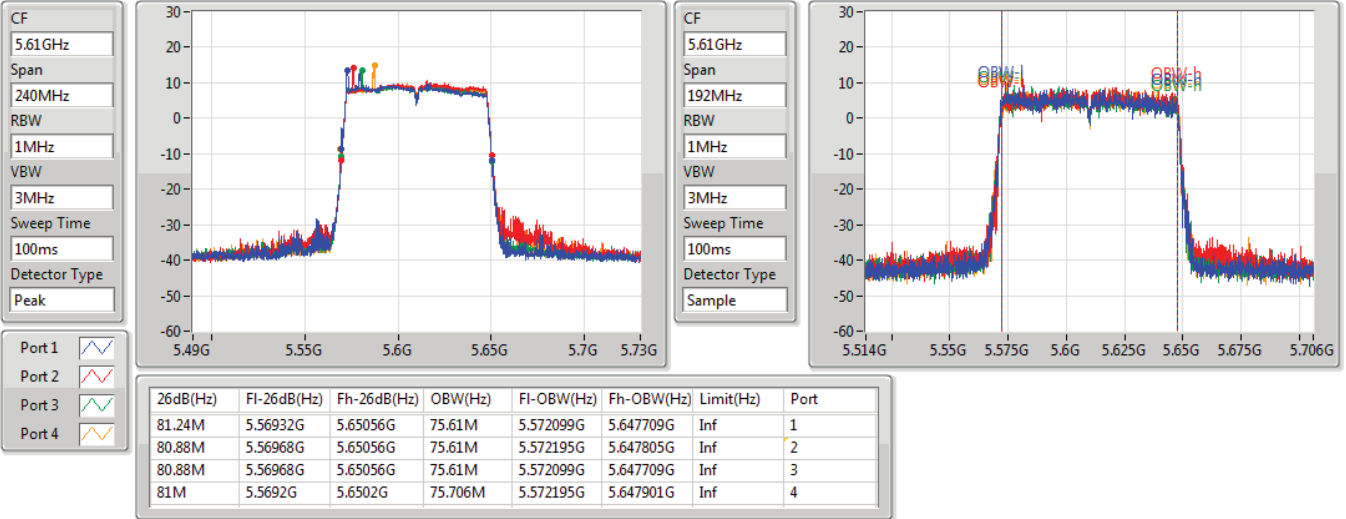 CF
5.61GHz
Span
240MHz
RBW
1MHz
VBW
3MHz
Sweep Time
100ms
Detector Type
Peak
30
20
10
0
-10
-20
-30
-40
-50
-60
5.49G 5.55G 5.6G 5.65G 5.7G 5.73G
CF
5.61GHz
Span
192MHz
RBW
1MHz
VBW
3MHz
Sweep Time
100ms
Detector Type
Sample
30
20
10
0
-10
-20
-30
-40
-50
-60
OBW-h
5.514G 5.55G 5.575G 5.6G 5.625G 5.65G 5.675G 5.706G
Port 1
Port 2
Port 3
Port 4
26dB(Hz) Fl-26dB(Hz) Fh-26dB(Hz) OBW(Hz) Fl-OBW(Hz) Fh-OBW(Hz) Limit(Hz) Port
81.24M 5.56932G 5.65056G 75.61M 5.572099G 5.647709G Inf 1
80.88M 5.56968G 5.65056G 75.61M 5.572195G 5.647805G Inf 2
80.88M 5.56968G 5.65056G 75.61M 5.572099G 5.647709G Inf 3
81M 5.5692G 5.6502G 75.706M 5.572195G 5.647901G Inf 4